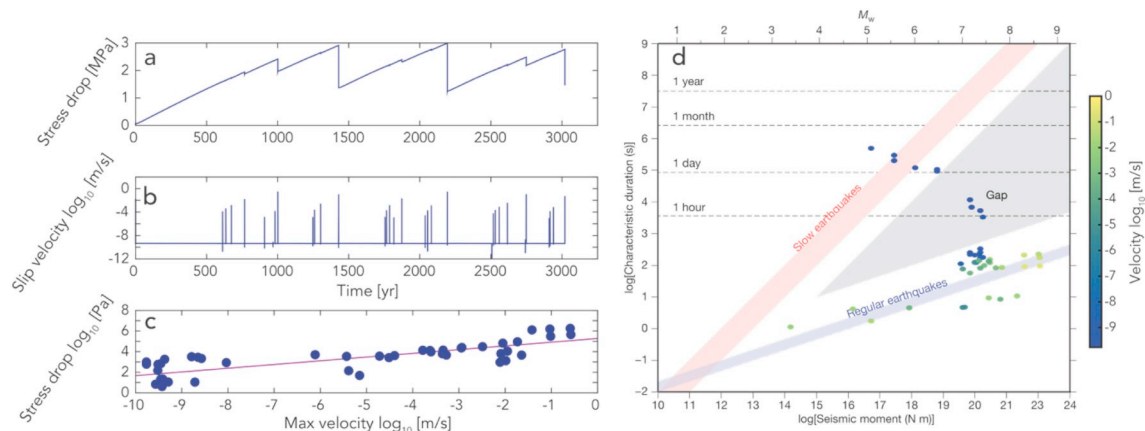 a
Stress drop [MPa]
3
2
1
0
0 500 1000 1500 2000 2500 3000
b
Slip velocity log10 [m/s]
0
-4
-8
-12
0 500 1000 1500 2000 2500 3000
Time [yr]
c
Stress drop log10 [Pa]
8
6
4
2
0
-10 -9 -8 -7 -6 -5 -4 -3 -2 -1 0
Max velocity log10 [m/s]
Mw
1 2 3 4 5 6 7 8 9
d
log[Characteristic duration (s)]
9
8
7
6
5
4
3
2
1
0
−1
−2
1 year
1 month
1 day
1 hour
Slow earthquakes
Gap
Regular earthquakes
10 11 12 13 14 15 16 17 18 19 20 21 22 23 24
log[Seismic moment (N m)]
0
-1
-2
-3
-4
-5
-6
-7
-8
-9
Velocity log10 [m/s]